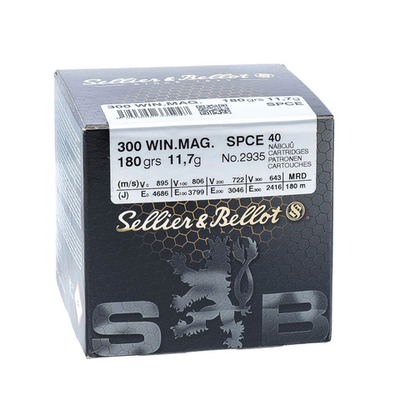 Sellier & Bellot
300 WIN.MAG. 180grs 11,7g
SPCE
300 WIN.MAG. SPCE 40
180grs 11,7g No.2935
NÁBOJŮ
CARTRIDGES
PATRONEN
CARTOUCHES
(m/s) V0 895 V100 806 V200 722 V300 643 MRD
(J) E0 4686 E100 3799 E200 3046 E300 2416 180 m
Sellier & Bellot S
S B